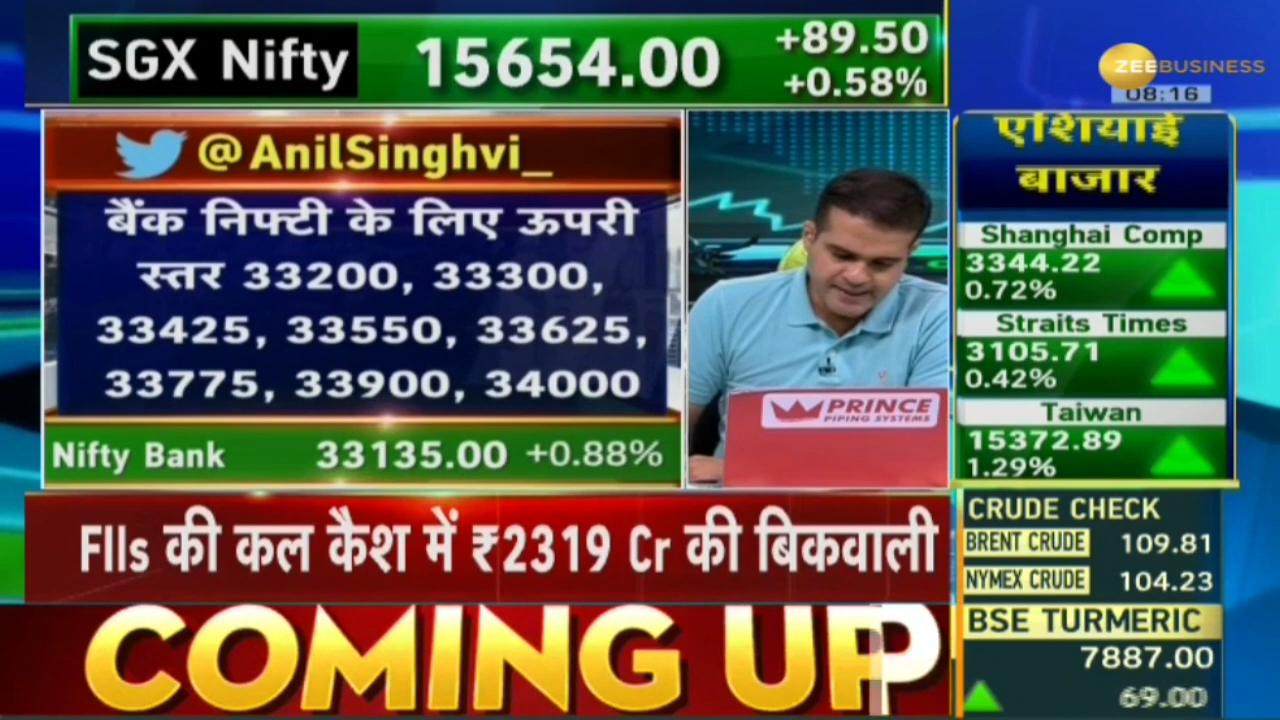 SGX Nifty 15654.00 +89.50
+0.58%
ZEEBUSINESS
08:16
@AnilSinghvi_
बैंक निफ्टी के लिए ऊपरी
स्तर 33200, 33300,
33425, 33550, 33625,
33775, 33900, 34000
Nifty Bank 33135.00 +0.88%
PRINCE
PIPING SYSTEMS
एशियाई
बाजार
Shanghai Comp
3344.22
0.72%
Straits Times
3105.71
0.42%
Taiwan
15372.89
1.29%
FIIs की कल कैश में ₹2319 Cr की बिकवाली
COMING UP
CRUDE CHECK
BRENT CRUDE 109.81
NYMEX CRUDE 104.23
BSE TURMERIC
7887.00
69.00